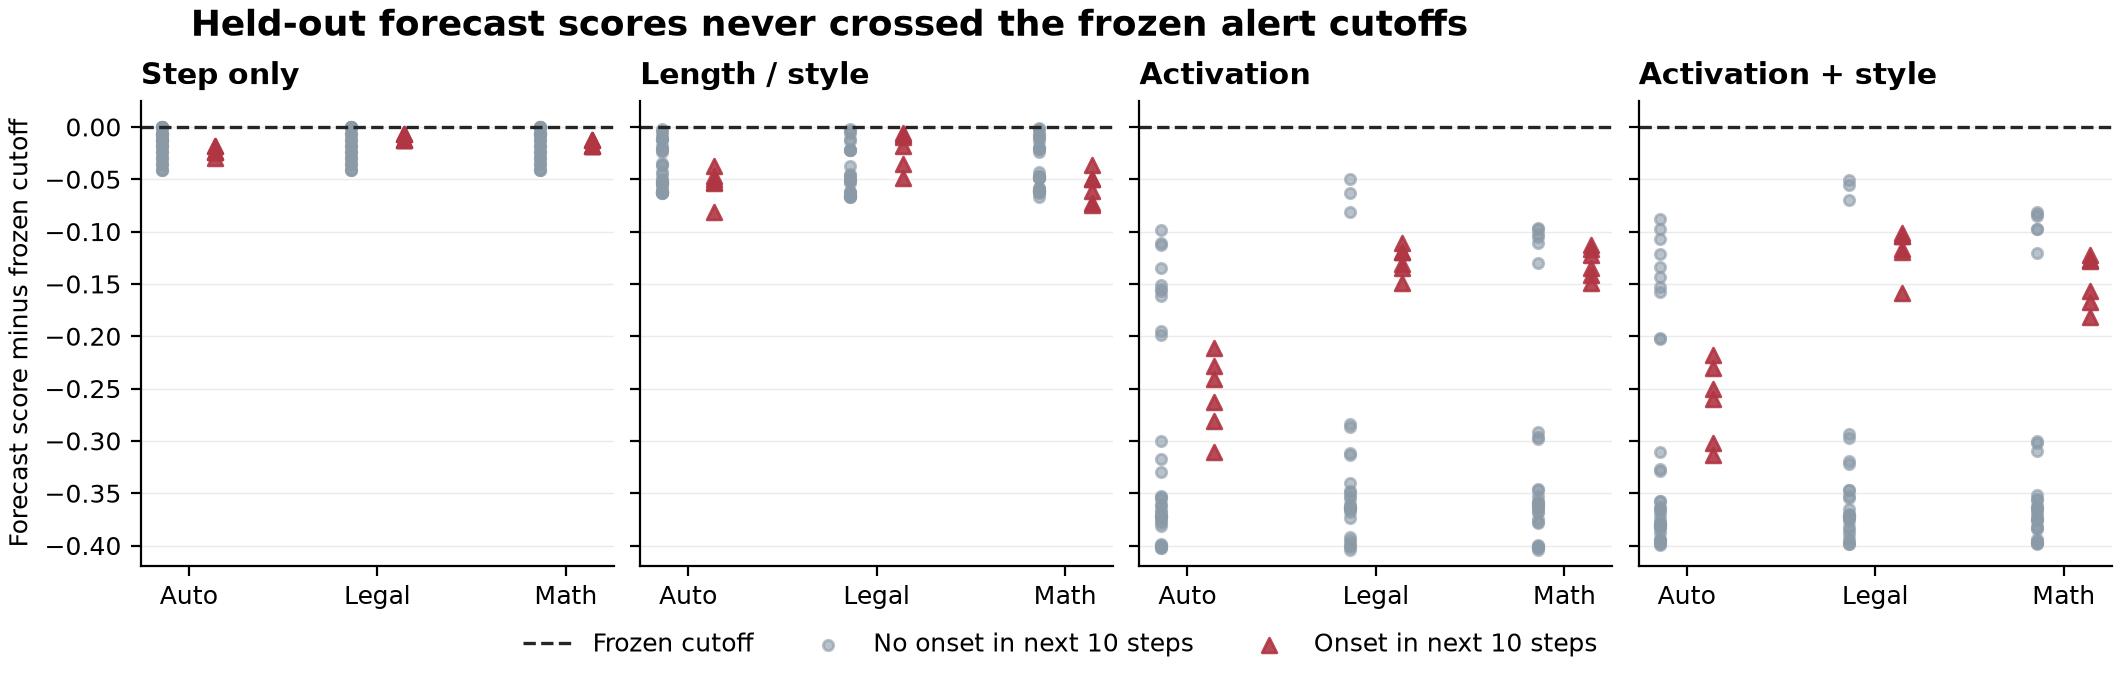 Held-out forecast scores never crossed the frozen alert cutoffs
Step only
Length / style
Activation
Activation + style
Forecast score minus frozen cutoff
0.00
−0.05
−0.10
−0.15
−0.20
−0.25
−0.30
−0.35
−0.40
Auto Legal Math
Auto Legal Math
Auto Legal Math
Auto Legal Math
Frozen cutoff
No onset in next 10 steps
Onset in next 10 steps